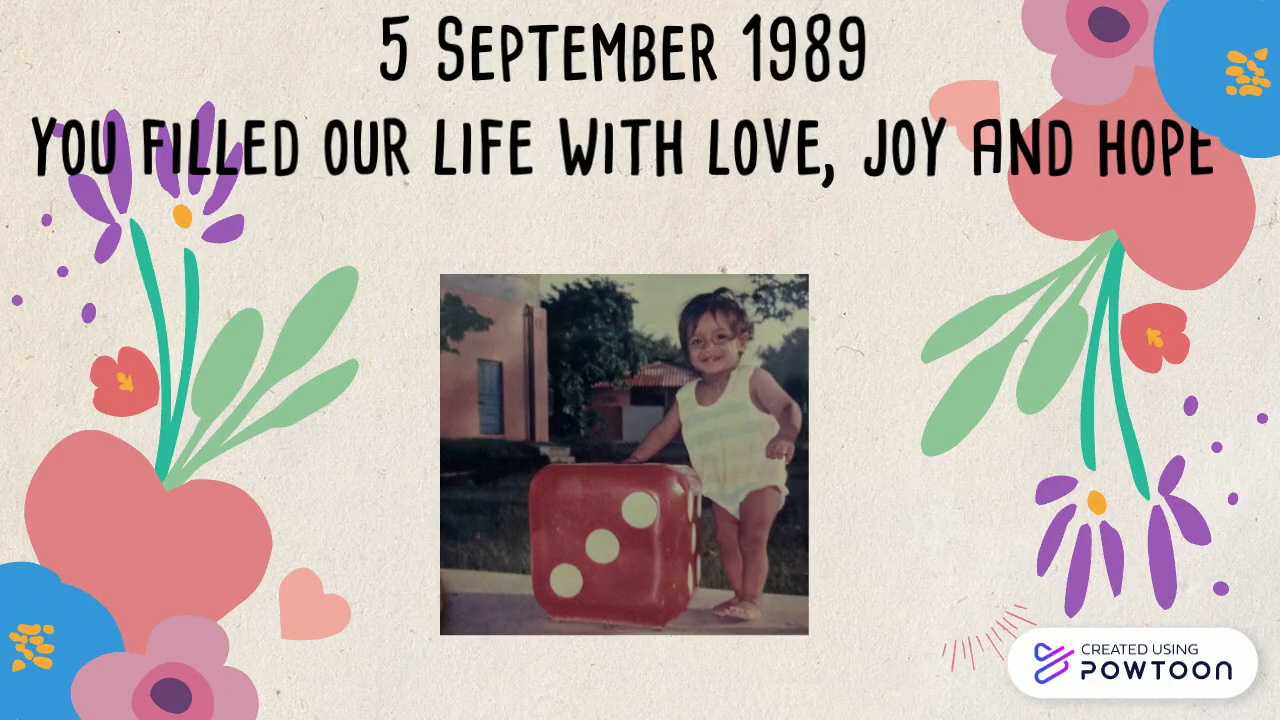 5 September 1989
You filled our life with love, joy and hope
CREATED USING
POWTOON